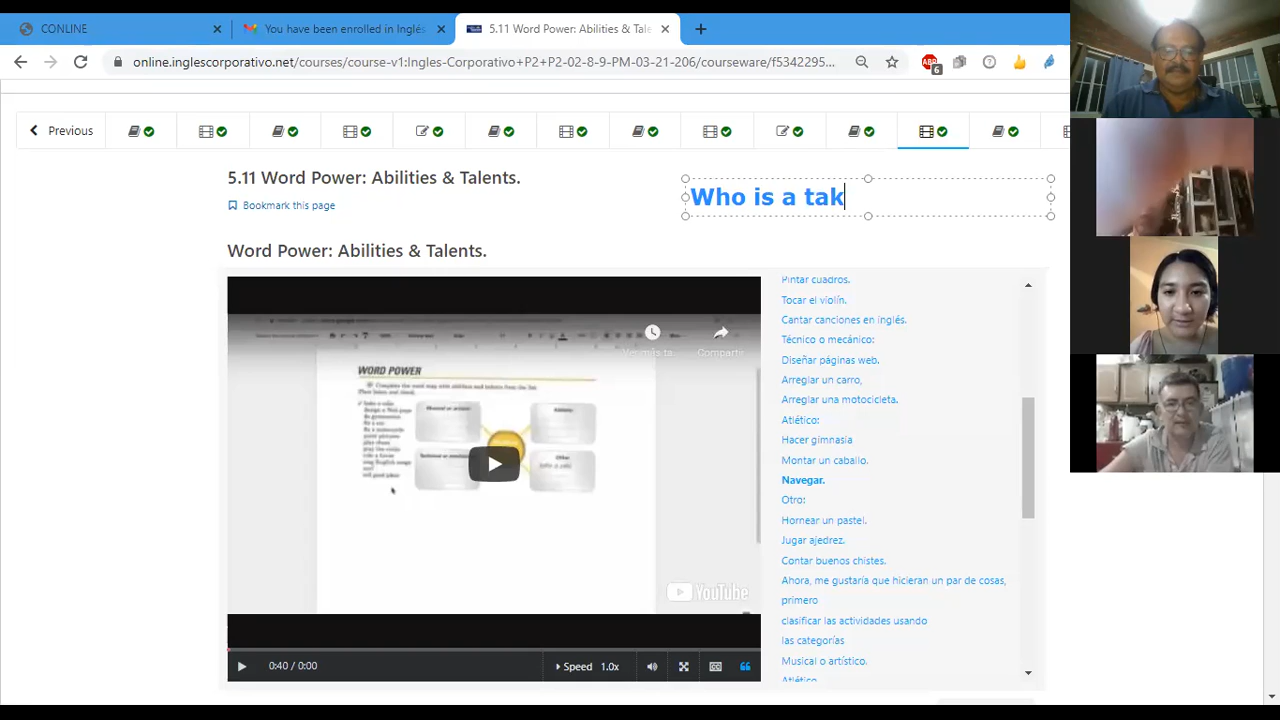 CONLINE
You have been enrolled in Inglés
5.11 Word Power: Abilities & Tale
online.inglescorporativo.net/courses/course-v1:Ingles-Corporativo+P2+P2-02-8-9-PM-03-21-206/courseware/f5342295...
ABP
6
Previous
5.11 Word Power: Abilities & Talents.
Who is a tak
Bookmark this page
Word Power: Abilities & Talents.
Pintar cuadros.
Tocar el violín.
Cantar canciones en inglés.
Técnico o mecánico:
Diseñar páginas web.
Arreglar un carro,
Arreglar una motocicleta.
Atlético:
Hacer gimnasia
Montar un caballo.
Navegar.
Otro:
Hornear un pastel.
Jugar ajedrez.
Contar buenos chistes.
Ahora, me gustaría que hicieran un par de cosas,
primero
clasificar las actividades usando
las categorías
Musical o artístico.
Atlético
Compartir
WORD POWER
YouTube
0:40 / 0:00
Speed 1.0x